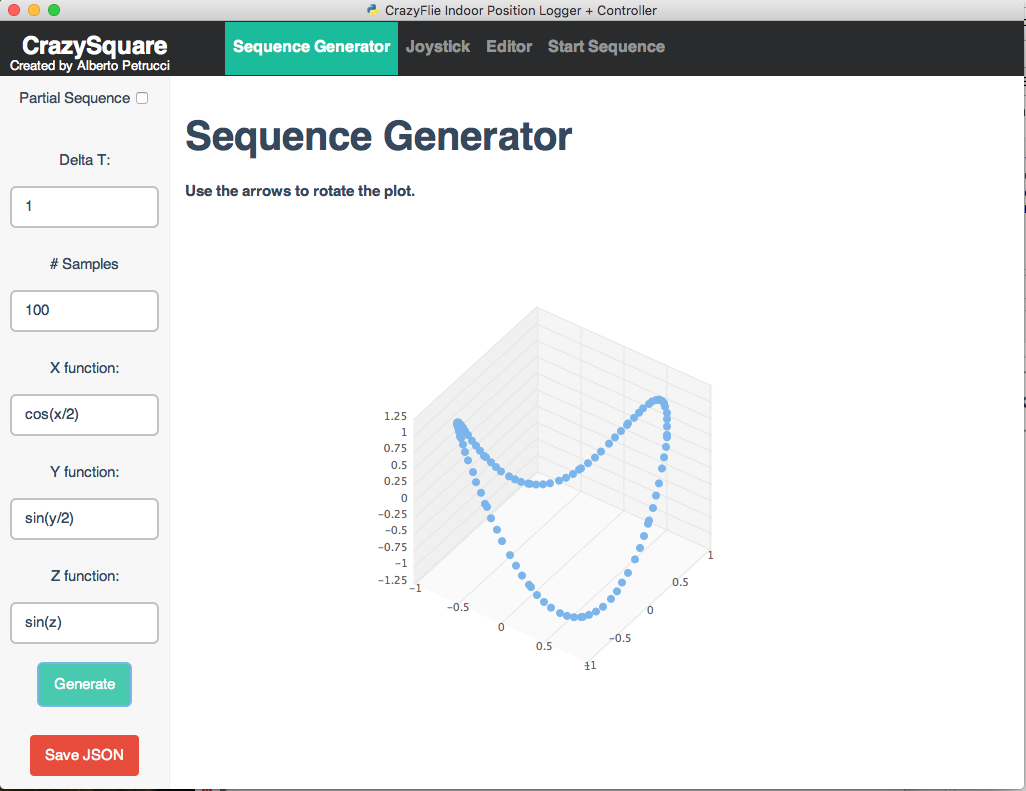 CrazyFlie Indoor Position Logger + Controller
CrazySquare
Created by Alberto Petrucci
Sequence Generator Joystick Editor Start Sequence
Partial Sequence
Delta T:
1
# Samples
100
X function:
cos(x/2)
Y function:
sin(y/2)
Z function:
sin(z)
Generate
Save JSON
Sequence Generator
Use the arrows to rotate the plot.
1.25
1
0.75
0.5
0.25
0
−0.25
−0.5
−0.75
−1
−1.25
−1
−0.5
0
0.5
1
−1
−0.5
0
0.5
1